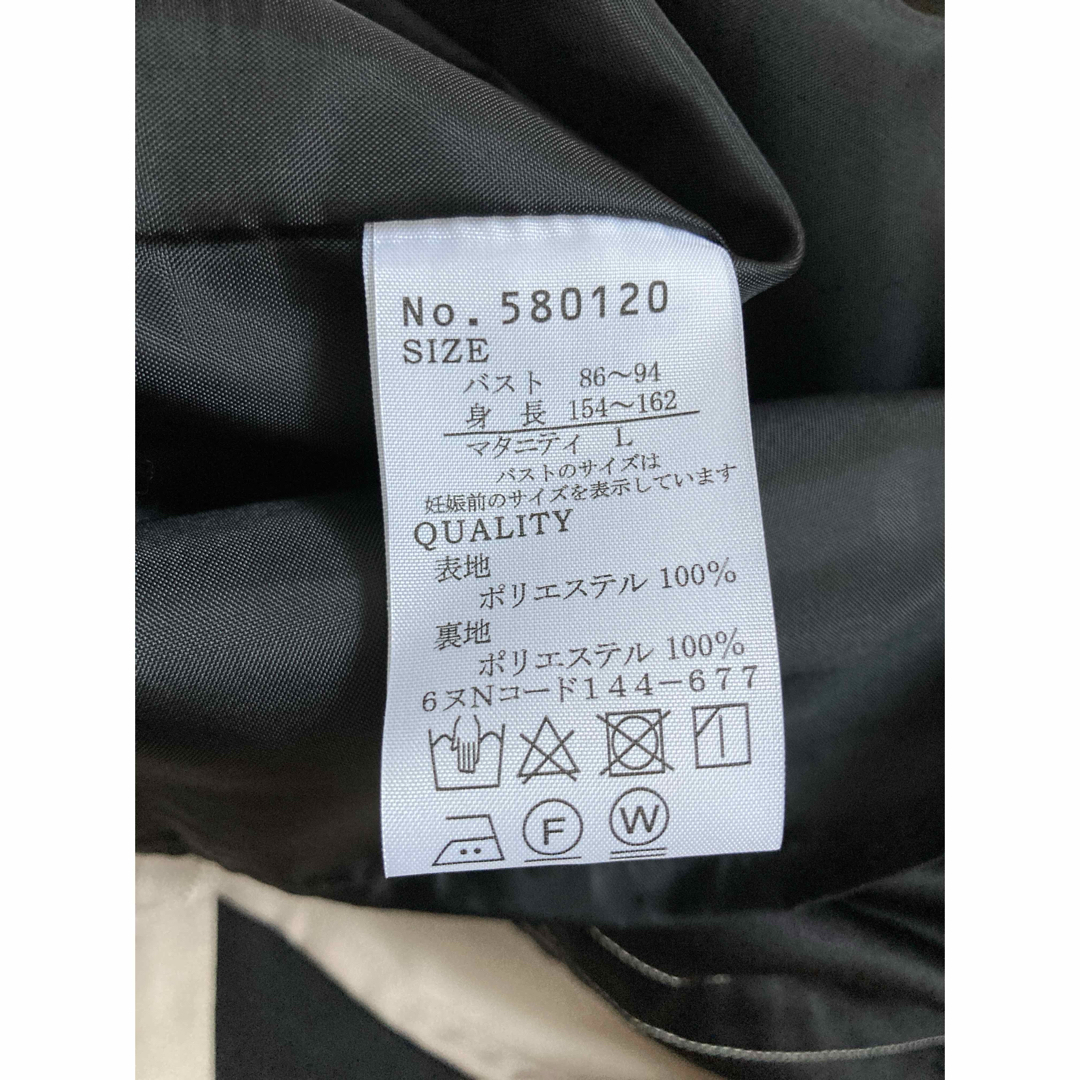 No. 580120
SIZE
バスト 86～94
身 長 154～162
マタニティ L
バストのサイズは
妊娠前のサイズを表示しています
QUALITY
表地
ポリエステル 100%
裏地
ポリエステル 100%
6ヌNコード144-677
F W